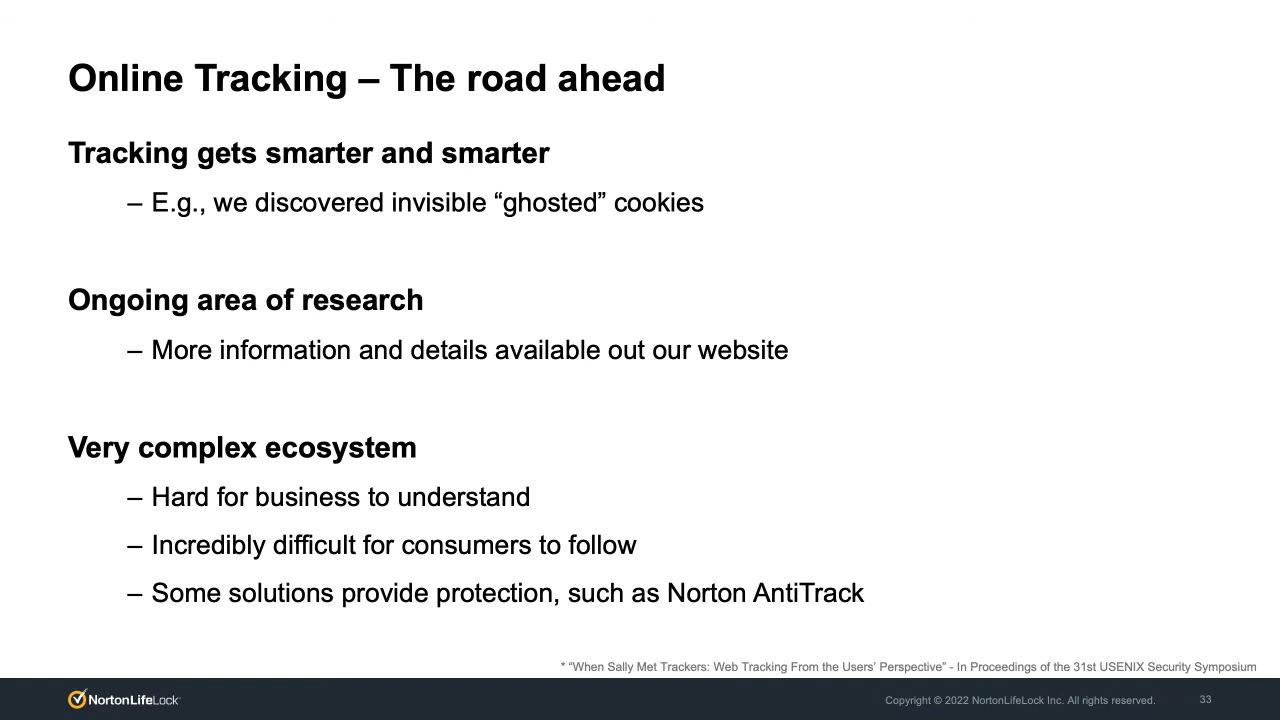 Online Tracking – The road ahead
Tracking gets smarter and smarter
– E.g., we discovered invisible “ghosted” cookies
Ongoing area of research
– More information and details available out our website
Very complex ecosystem
– Hard for business to understand
– Incredibly difficult for consumers to follow
– Some solutions provide protection, such as Norton AntiTrack
* “When Sally Met Trackers: Web Tracking From the Users’ Perspective” - In Proceedings of the 31st USENIX Security Symposium
NortonLifeLock
Copyright © 2022 NortonLifeLock Inc. All rights reserved.
33